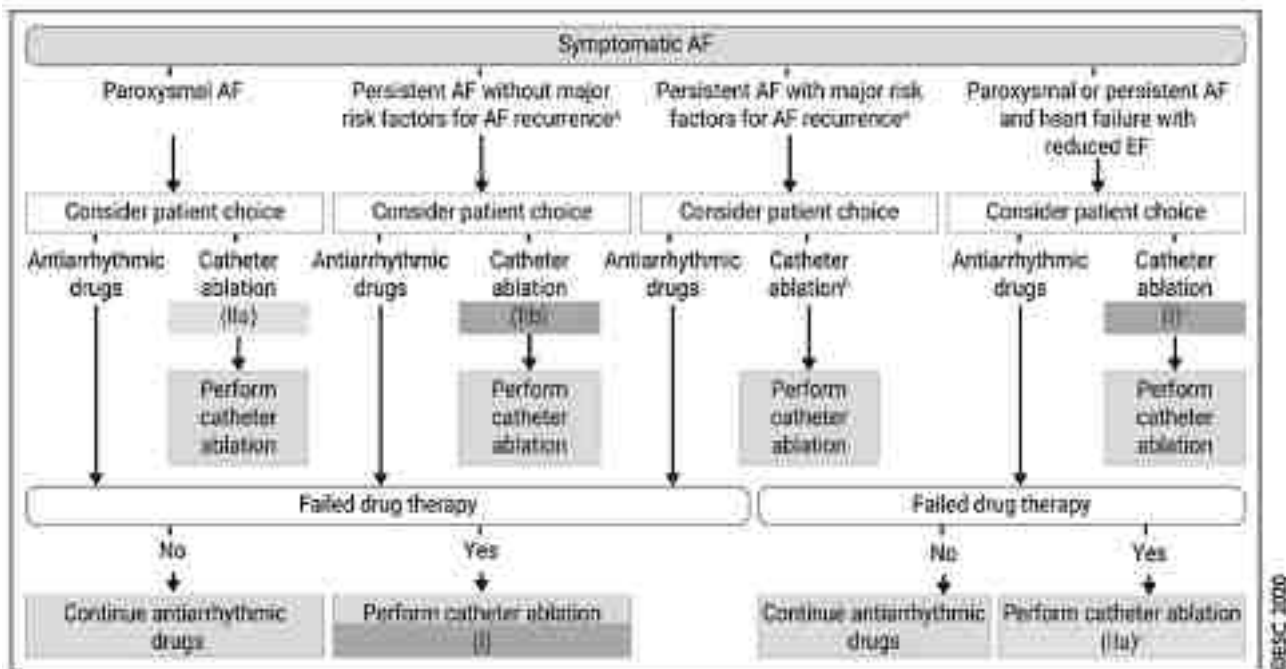 Symptomatic AF
Paroxysmal AF
Persistent AF without major
risk factors for AF recurrenceᵃ
Persistent AF with major risk
factors for AF recurrenceᵃ
Paroxysmal or persistent AF
and heart failure with
reduced EF
Consider patient choice
Consider patient choice
Consider patient choice
Consider patient choice
Antiarrhythmic
drugs
Catheter
ablation
(IIa)
Antiarrhythmic
drugs
Catheter
ablation
(IIb)
Antiarrhythmic
drugs
Catheter
ablation
Antiarrhythmic
drugs
Catheter
ablation
(I)
Perform
catheter
ablation
Perform
catheter
ablation
Perform
catheter
ablation
Perform
catheter
ablation
Failed drug therapy
Failed drug therapy
No
Yes
No
Yes
Continue antiarrhythmic
drugs
Perform catheter ablation
(I)
Continue antiarrhythmic
drugs
Perform catheter ablation
(IIa)
ESC 2020